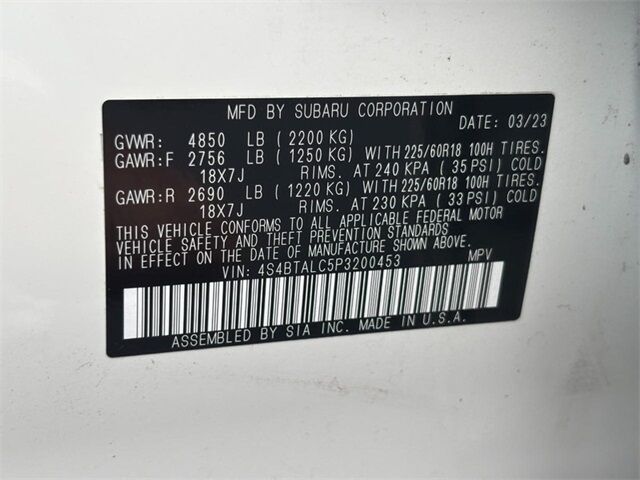 MFD BY SUBARU CORPORATION
DATE: 03/23
GVWR: 4850 LB (2200 KG)
GAWR:F 2756 LB (1250 KG) WITH 225/60R18 100H TIRES.
18X7J RIMS. AT 240 KPA (35 PSI) COLD
GAWR:R 2690 LB (1220 KG) WITH 225/60R18 100H TIRES.
18X7J RIMS. AT 230 KPA (33 PSI) COLD
THIS VEHICLE CONFORMS TO ALL APPLICABLE FEDERAL MOTOR
VEHICLE SAFETY AND THEFT PREVENTION STANDARDS
IN EFFECT ON THE DATE OF MANUFACTURE SHOWN ABOVE.
VIN: 4S4BTALC5P3200453 MPV
ASSEMBLED BY SIA INC. MADE IN U.S.A.